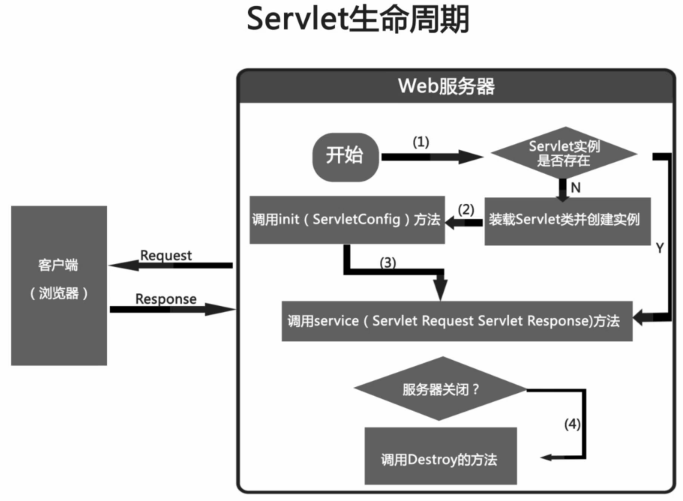 Servlet生命周期
Web服务器
开始
(1)
Servlet实例
是否存在
N
装载Servlet类并创建实例
(2)
调用init（ServletConfig）方法
Y
(3)
调用service（Servlet Request Servlet Response)方法
客户端
（浏览器）
Request
Response
服务器关闭？
(4)
调用Destroy的方法